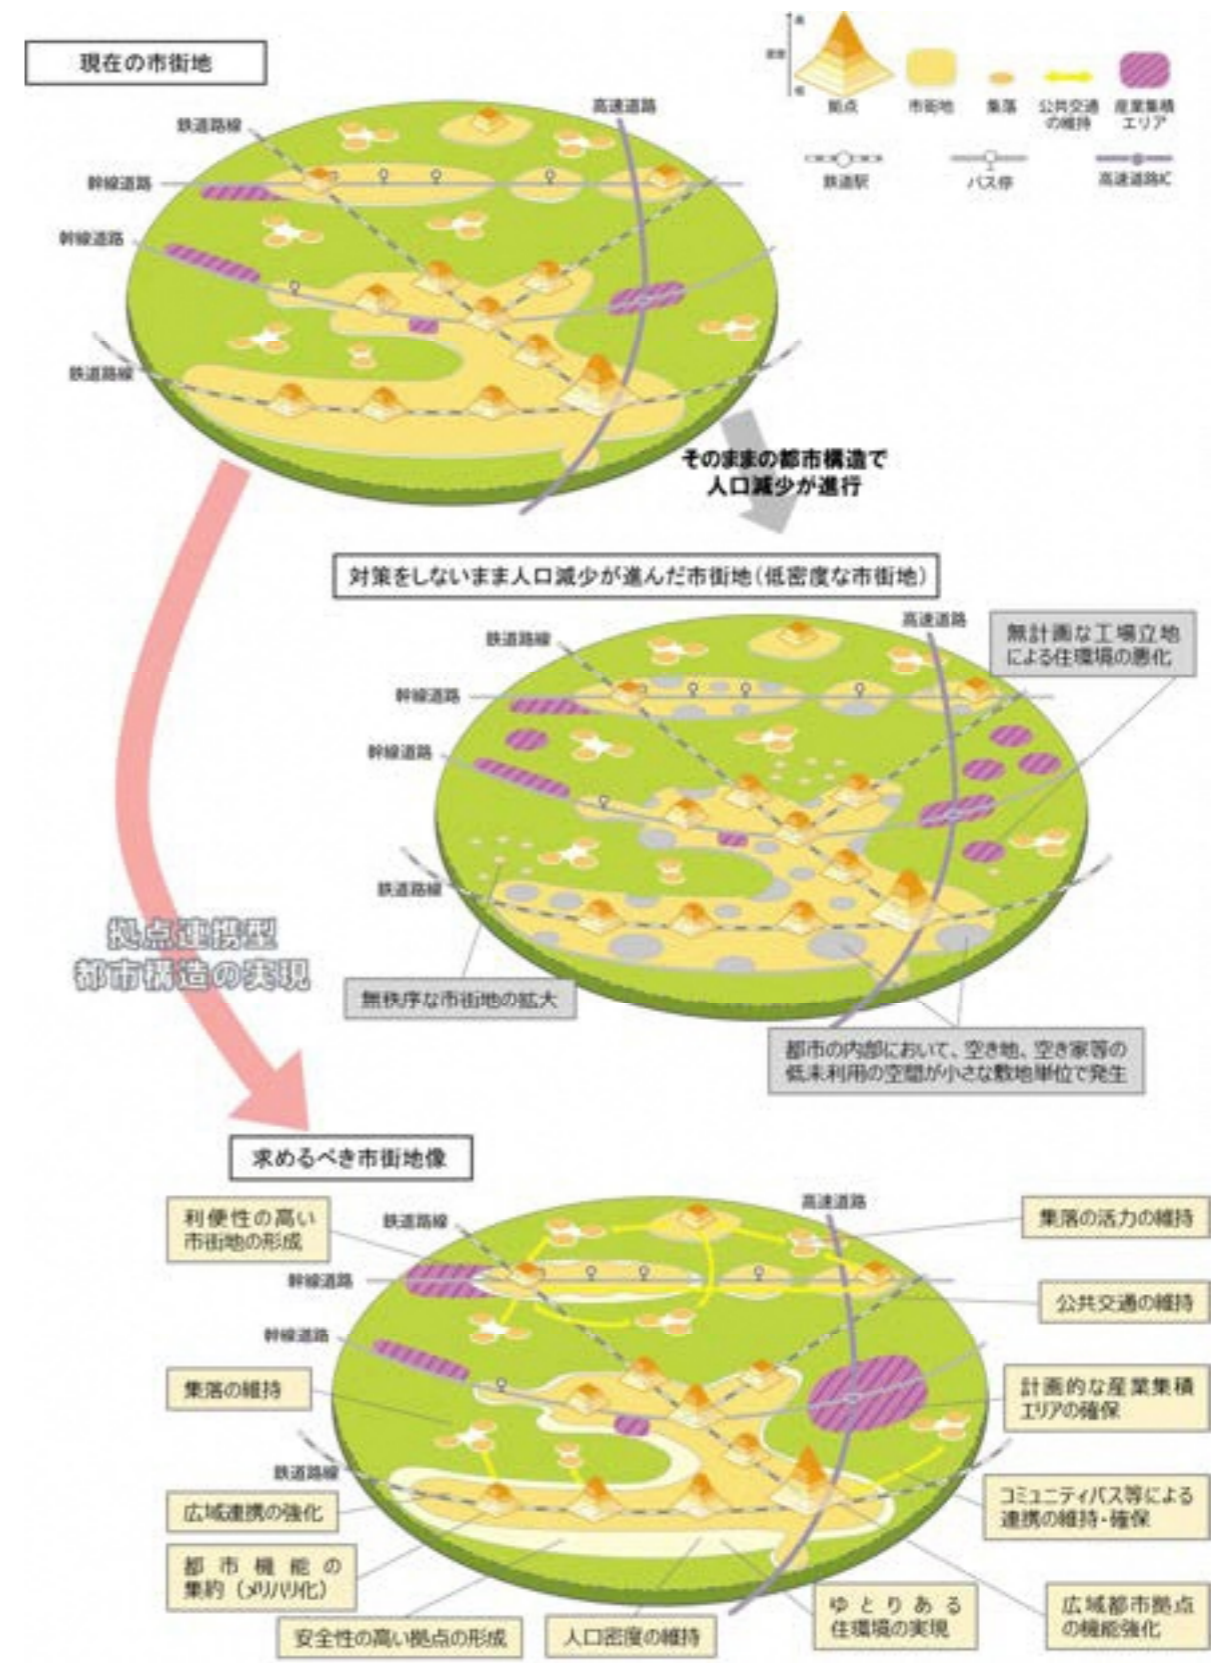 現在の市街地
高
密度
低
拠点
市街地
集落
公共交通
の維持
産業集積
エリア
鉄道駅
バス停
高速道路IC
鉄道路線
高速道路
幹線道路
幹線道路
鉄道路線
そのままの都市構造で
人口減少が進行
対策をしないまま人口減少が進んだ市街地(低密度な市街地)
鉄道路線
高速道路
無計画な工場立地
による住環境の悪化
幹線道路
幹線道路
鉄道路線
拠点連携型
都市構造の実現
無秩序な市街地の拡大
都市の内部において、空き地、空き家等の
低未利用の空間が小さな敷地単位で発生
求めるべき市街地像
利便性の高い
市街地の形成
鉄道路線
高速道路
集落の活力の維持
幹線道路
公共交通の維持
幹線道路
集落の維持
計画的な産業集積
エリアの確保
鉄道路線
広域連携の強化
コミュニティバス等による
連携の維持・確保
都市機能の
集約(メリハリ化)
安全性の高い拠点の形成
人口密度の維持
ゆとりある
住環境の実現
広域都市拠点
の機能強化